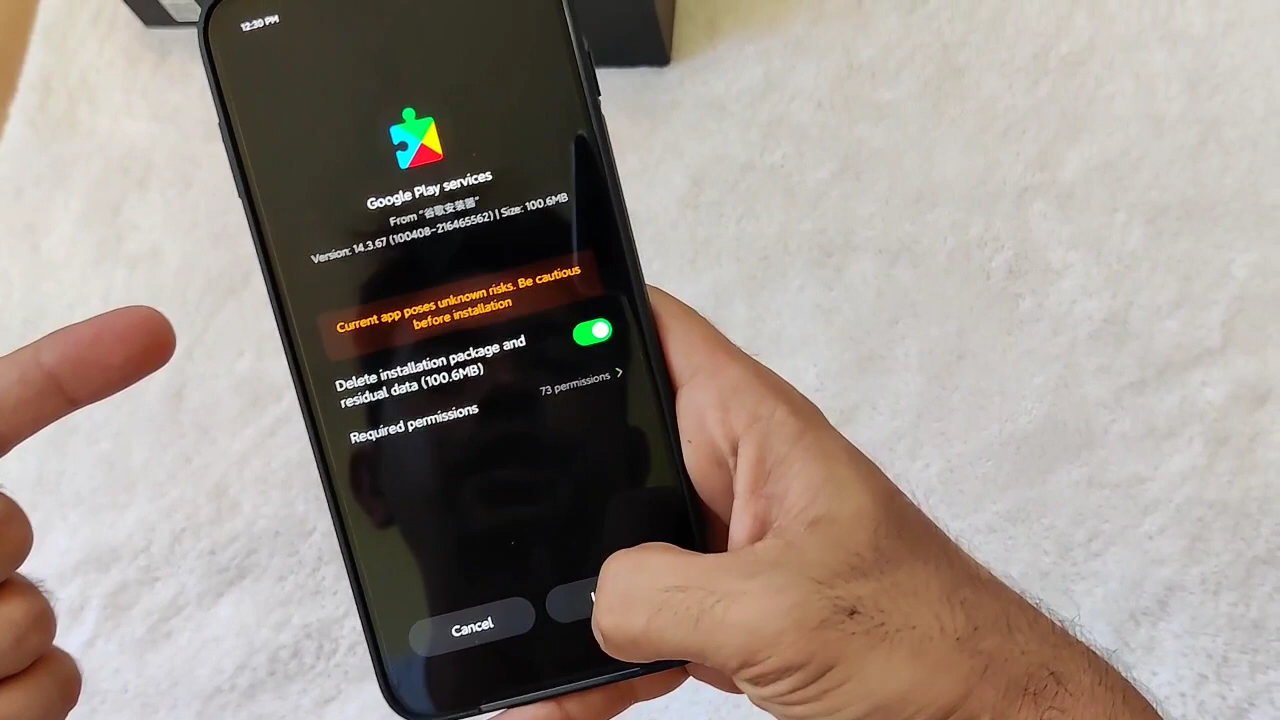 12:30 PM
Google Play services
From "谷歌安装器"
Version: 14.3.67 (100408-216465562) | Size: 100.6MB
Current app poses unknown risks. Be cautious
before installation
Delete installation package and
residual data (100.6MB)
Required permissions
73 permissions
Cancel